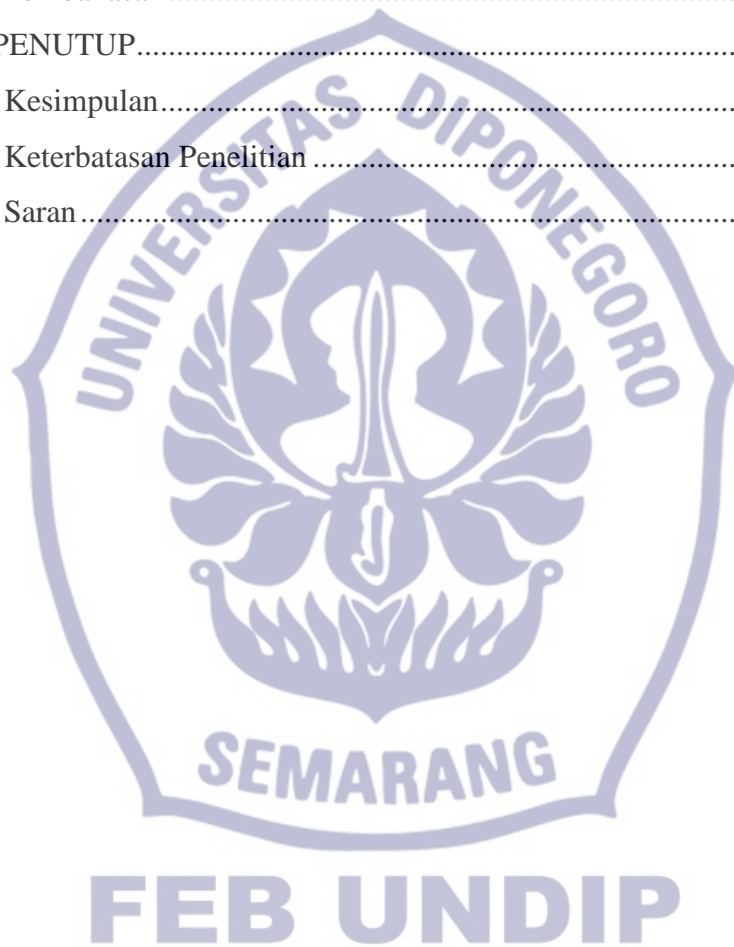 PENUTUP
Kesimpulan
Keterbatasan Penelitian
Saran
UNIVERSITAS DIPONEGORO
SEMARANG
FEB UNDIP